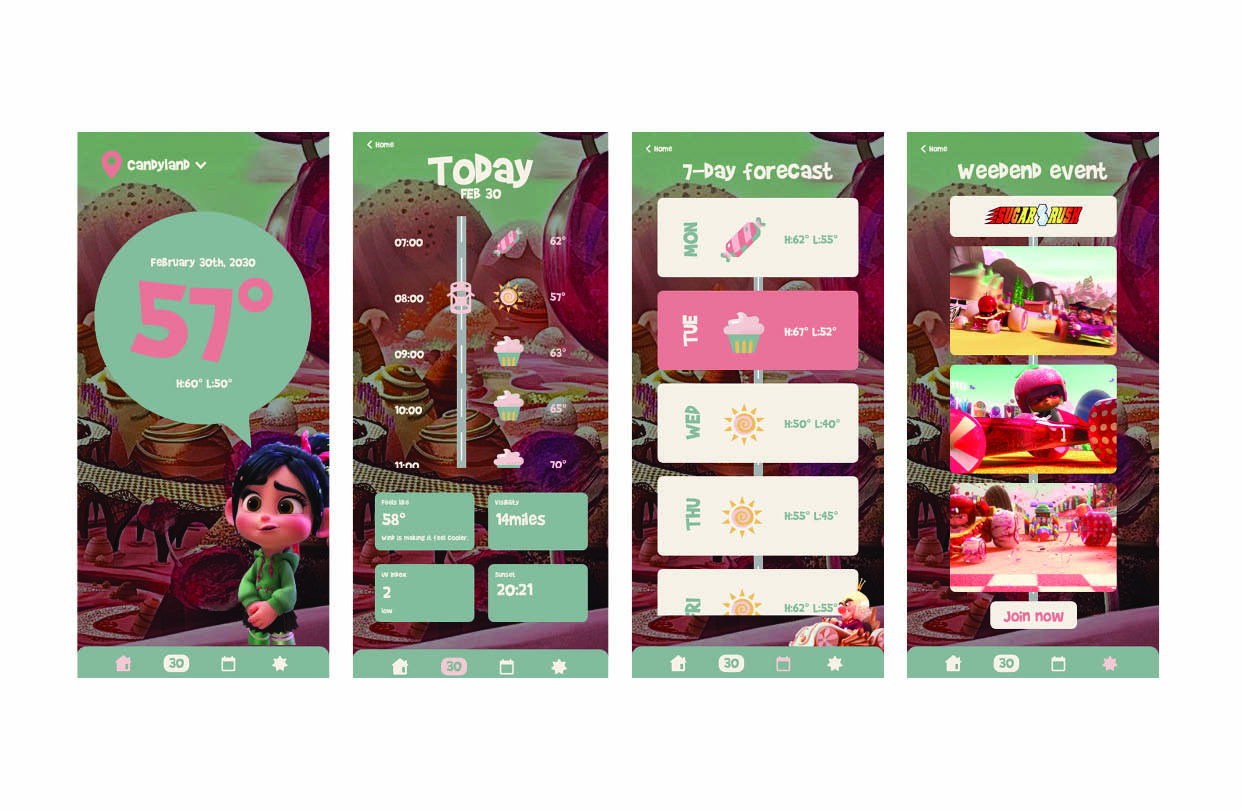 Candyland
February 30th, 2030
57°
H:60° L:50°
30
Home
Today
FEB 30
07:00 62°
08:00 57°
09:00 63°
10:00 65°
11:00 70°
Feels like
58°
Wind is making it feel cooler.
Visibility
14miles
UV index
2
low
Sunset
20:21
30
Home
7-Day forecast
MON H:62° L:55°
TUE H:67° L:52°
WED H:50° L:40°
THU H:55° L:45°
FRI H:62° L:55°
30
Home
Weedend event
SUGAR RUSH
1
Join now
30